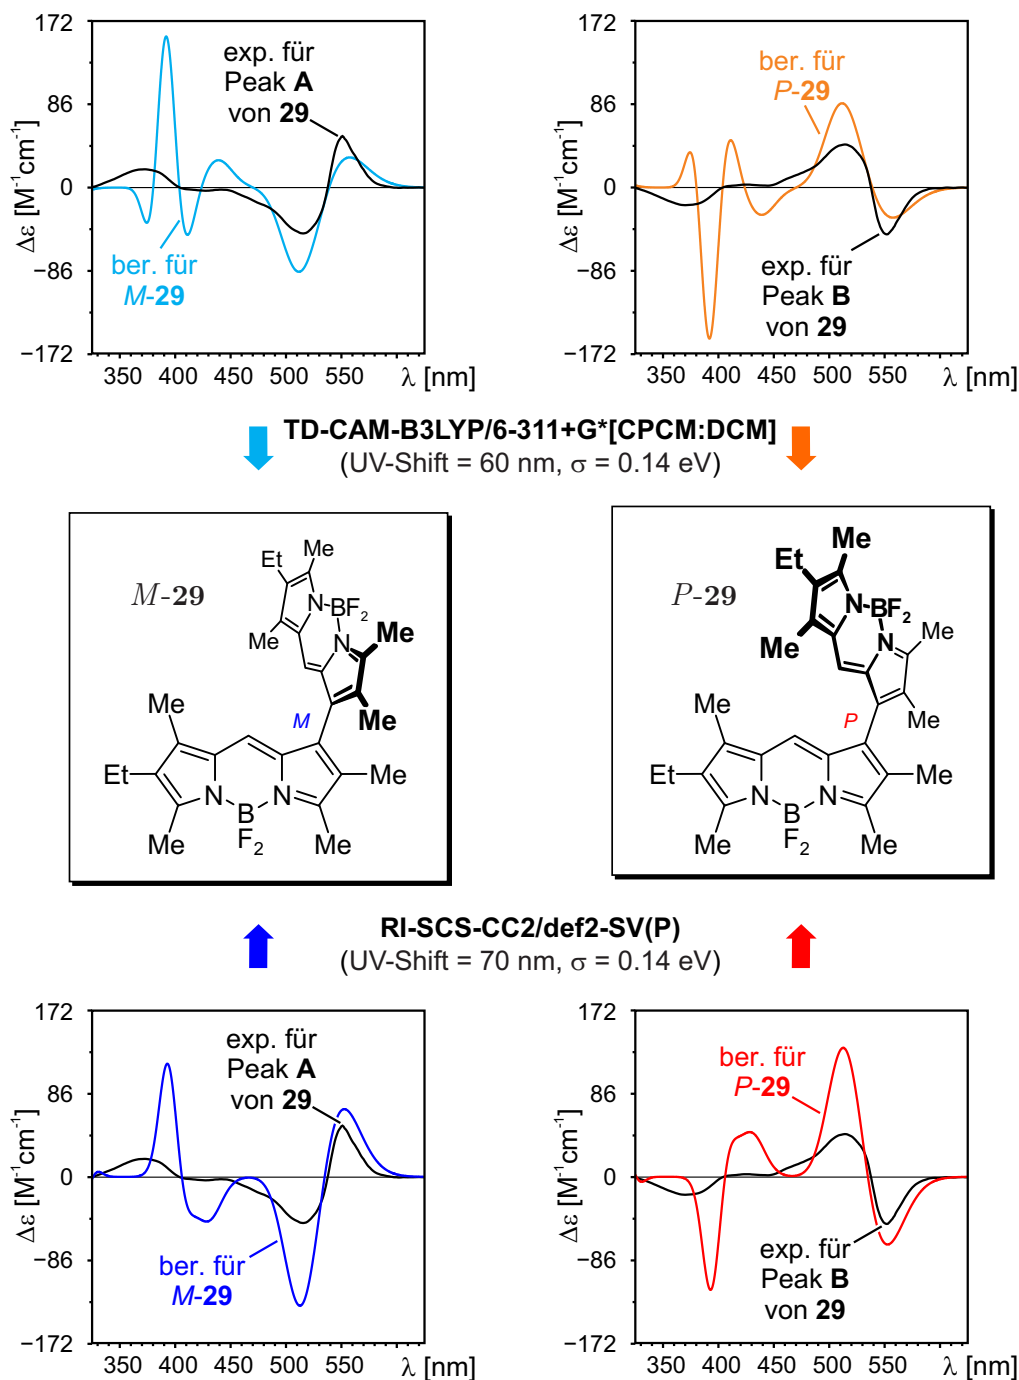 172
86
0
−86
−172
Δε [M⁻¹cm⁻¹]
350 400 450 500 550 λ [nm]
exp. für
Peak A
von 29
ber. für
M-29
172
86
0
−86
−172
Δε [M⁻¹cm⁻¹]
350 400 450 500 550 λ [nm]
ber. für
P-29
exp. für
Peak B
von 29
TD-CAM-B3LYP/6-311+G*[CPCM:DCM]
(UV-Shift = 60 nm, σ = 0.14 eV)
M-29
Me
Et
N
BF₂
Me
N
Me
Me
M
Me
Et
Me
N
B
N
F₂
Me
Me
P-29
Me
Et
N
BF₂
Me
N
Me
Me
P
Me
Et
Me
N
B
N
F₂
Me
Me
RI-SCS-CC2/def2-SV(P)
(UV-Shift = 70 nm, σ = 0.14 eV)
172
86
0
−86
−172
Δε [M⁻¹cm⁻¹]
350 400 450 500 550 λ [nm]
exp. für
Peak A
von 29
ber. für
M-29
172
86
0
−86
−172
Δε [M⁻¹cm⁻¹]
350 400 450 500 550 λ [nm]
ber. für
P-29
exp. für
Peak B
von 29